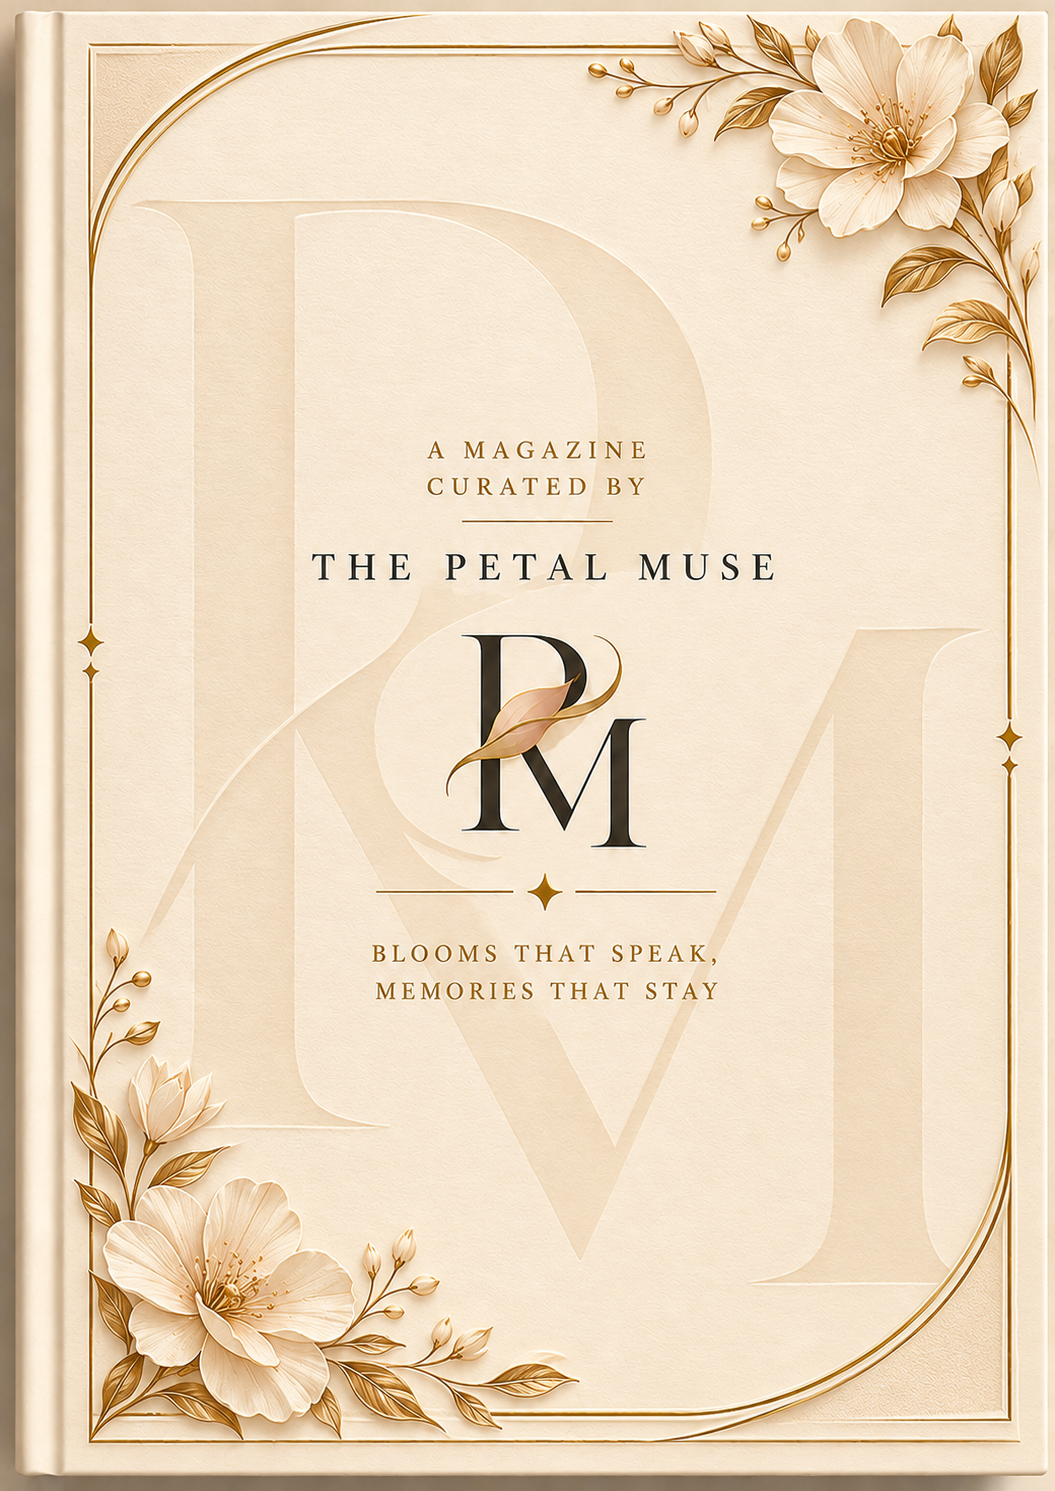 A MAGAZINE
CURATED BY
THE PETAL MUSE
PM
BLOOMS THAT SPEAK,
MEMORIES THAT STAY